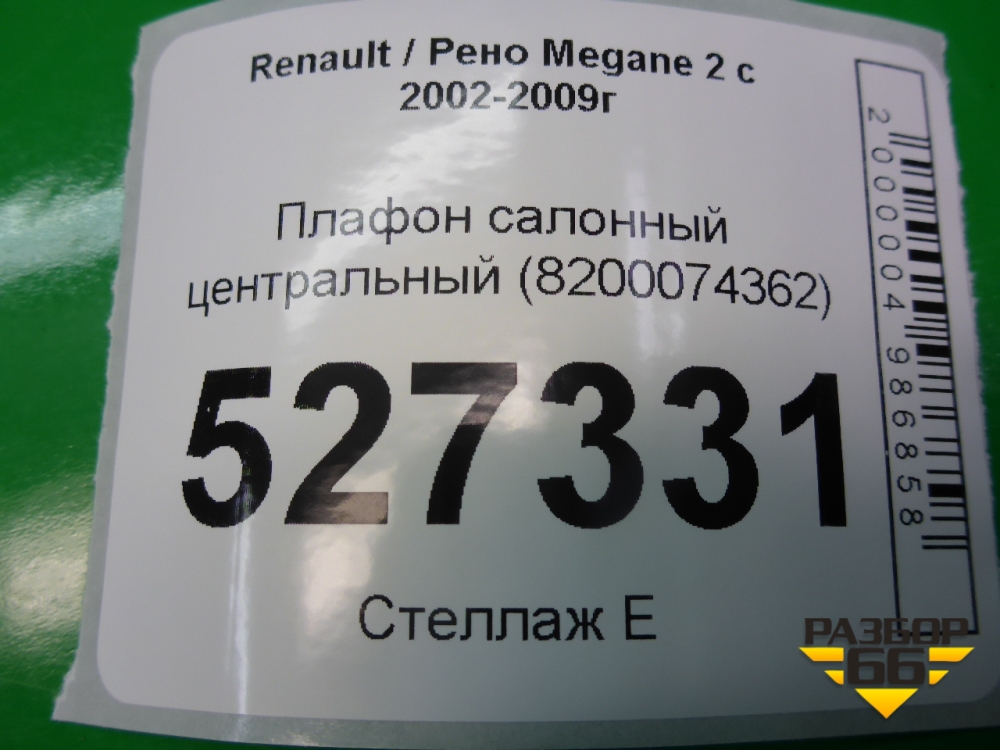 Renault / Рено Megane 2 с
2002-2009г
Плафон салонный
центральный (8200074362)
527331
Стеллаж Е
2000004986858
РАЗБОР
66